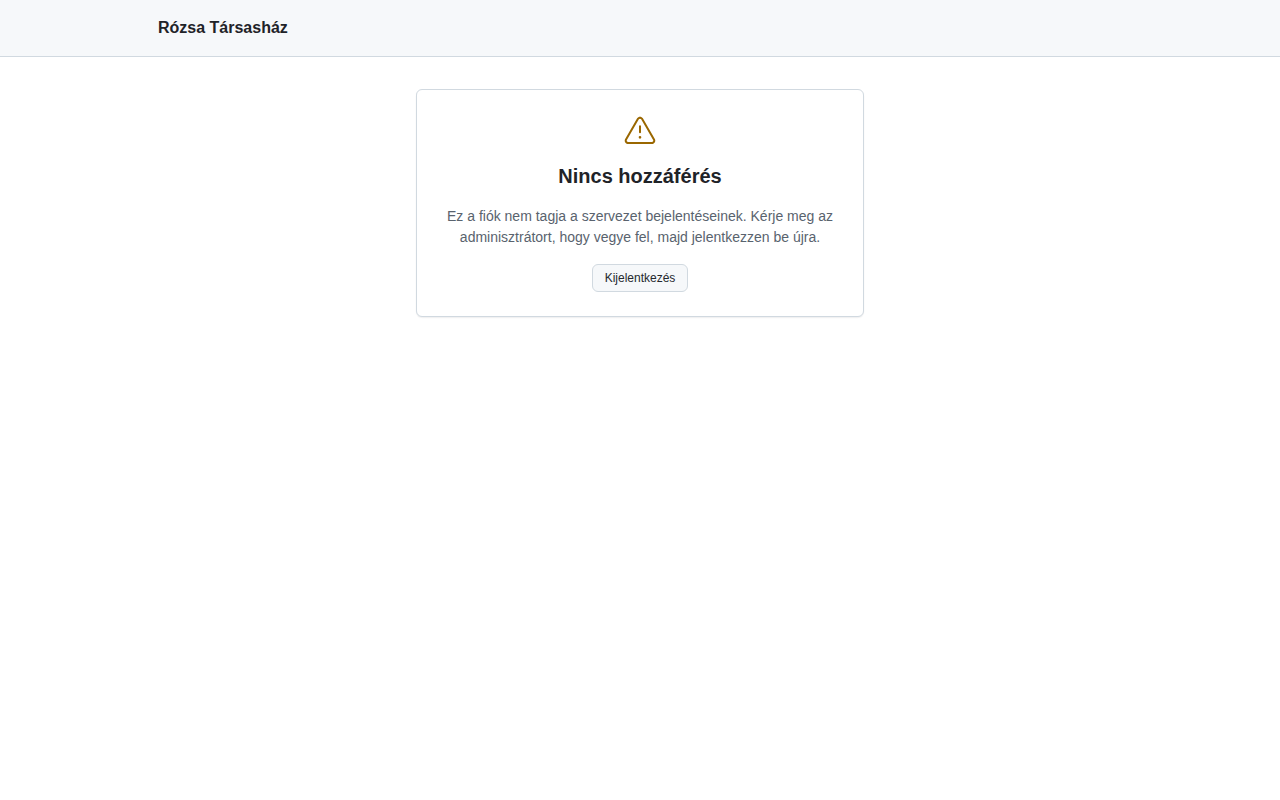 Rózsa Társasház
Nincs hozzáférés
Ez a fiók nem tagja a szervezet bejelentéseinek. Kérje meg az
adminisztrátort, hogy vegye fel, majd jelentkezzen be újra.
Kijelentkezés